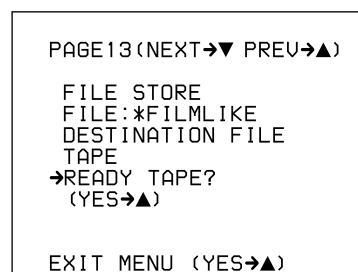 PAGE13(NEXT→▼ PREV→▲)
FILE STORE
FILE:*FILMLIKE
DESTINATION FILE
TAPE
→READY TAPE?
(YES→▲)
EXIT MENU (YES→▲)